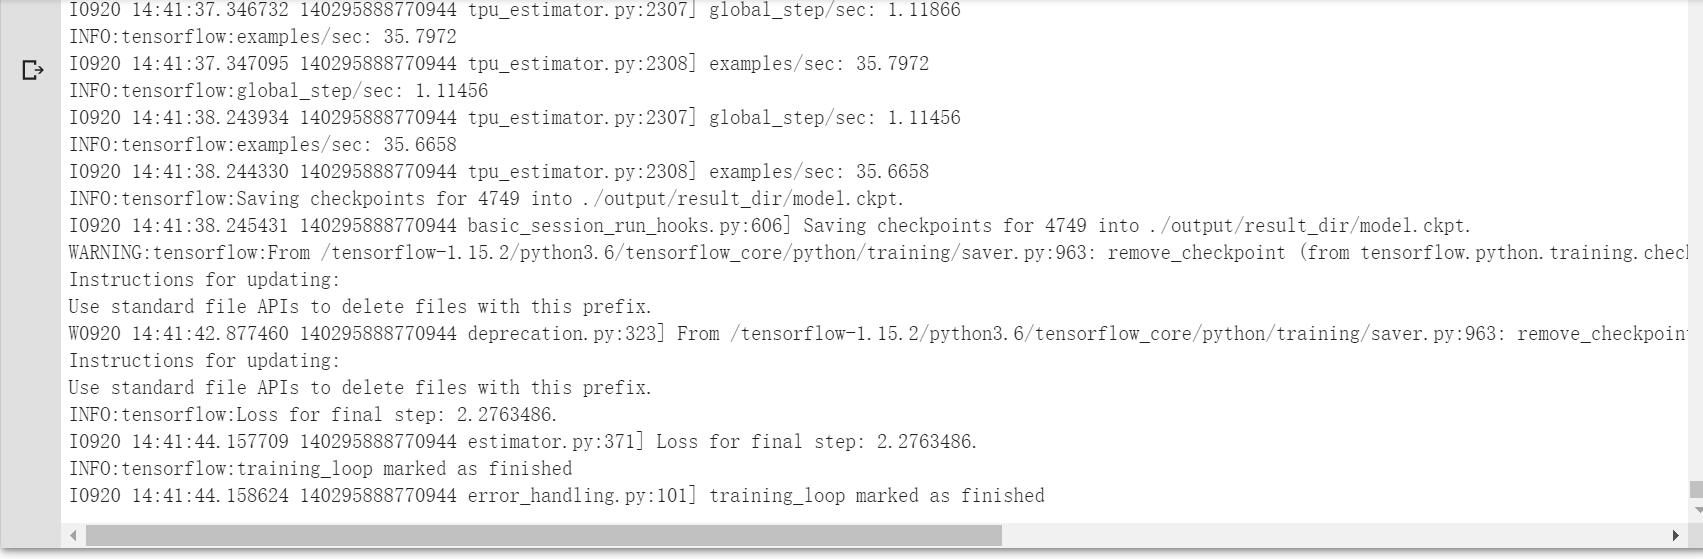 I0920 14:41:37.346732 140295888770944 tpu_estimator.py:2307] global_step/sec: 1.11866
INFO:tensorflow:examples/sec: 35.7972
I0920 14:41:37.347095 140295888770944 tpu_estimator.py:2308] examples/sec: 35.7972
INFO:tensorflow:global_step/sec: 1.11456
I0920 14:41:38.243934 140295888770944 tpu_estimator.py:2307] global_step/sec: 1.11456
INFO:tensorflow:examples/sec: 35.6658
I0920 14:41:38.244330 140295888770944 tpu_estimator.py:2308] examples/sec: 35.6658
INFO:tensorflow:Saving checkpoints for 4749 into ./output/result_dir/model.ckpt.
I0920 14:41:38.245431 140295888770944 basic_session_run_hooks.py:606] Saving checkpoints for 4749 into ./output/result_dir/model.ckpt.
WARNING:tensorflow:From /tensorflow-1.15.2/python3.6/tensorflow_core/python/training/saver.py:963: remove_checkpoint (from tensorflow.python.training.chec
Instructions for updating:
Use standard file APIs to delete files with this prefix.
W0920 14:41:42.877460 140295888770944 deprecation.py:323] From /tensorflow-1.15.2/python3.6/tensorflow_core/python/training/saver.py:963: remove_checkpoin
Instructions for updating:
Use standard file APIs to delete files with this prefix.
INFO:tensorflow:Loss for final step: 2.2763486.
I0920 14:41:44.157709 140295888770944 estimator.py:371] Loss for final step: 2.2763486.
INFO:tensorflow:training_loop marked as finished
I0920 14:41:44.158624 140295888770944 error_handling.py:101] training_loop marked as finished